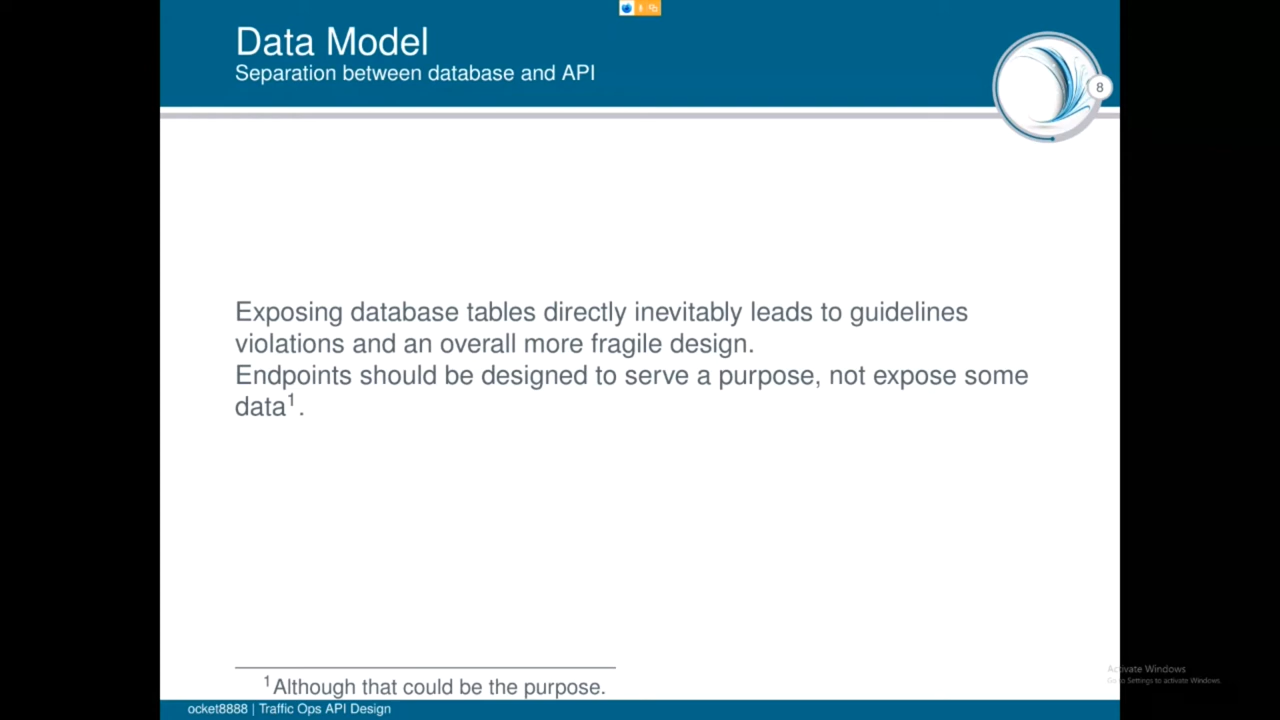 Data Model
Separation between database and API
8
Exposing database tables directly inevitably leads to guidelines
violations and an overall more fragile design.
Endpoints should be designed to serve a purpose, not expose some
data¹.
¹Although that could be the purpose.
ocket8888 | Traffic Ops API Design
Activate Windows
Go to Settings to activate Windows.